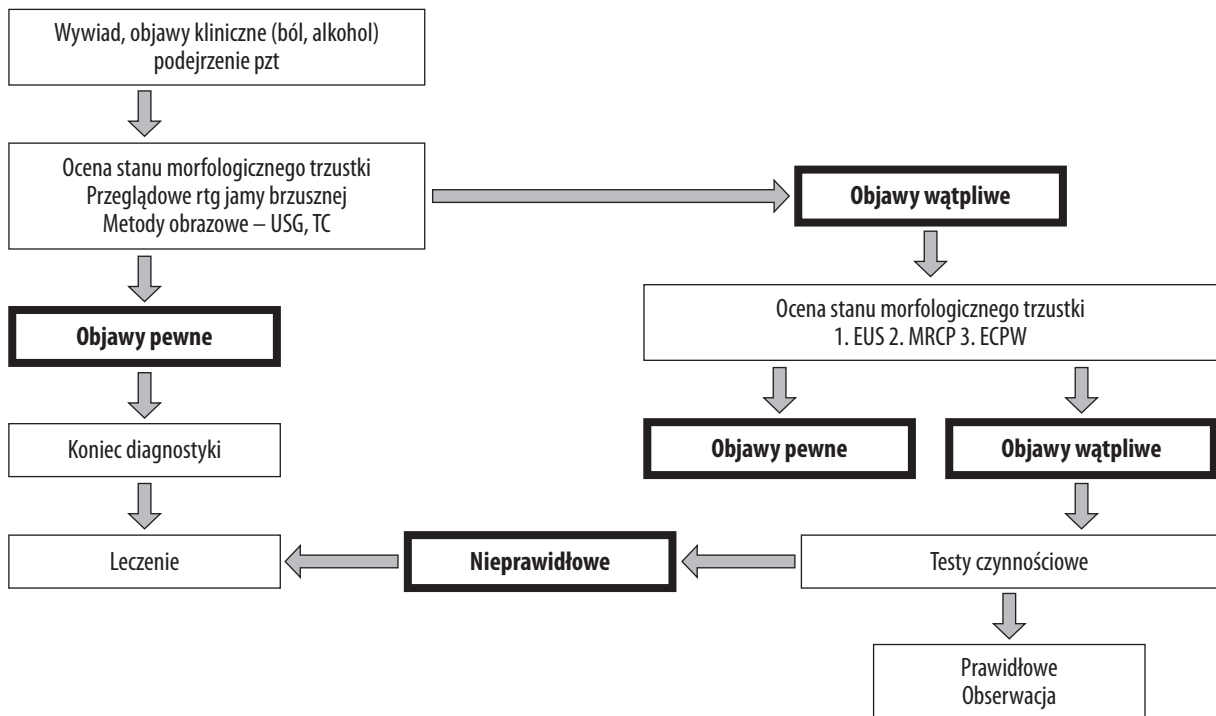 Wywiad, objawy kliniczne (ból, alkohol)
podejrzenie pzt
Ocena stanu morfologicznego trzustki
Przeglądowe rtg jamy brzusznej
Metody obrazowe – USG, TC
Objawy wątpliwe
Objawy pewne
Ocena stanu morfologicznego trzustki
1. EUS 2. MRCP 3. ECPW
Koniec diagnostyki
Objawy pewne
Objawy wątpliwe
Leczenie
Nieprawidłowe
Testy czynnościowe
Prawidłowe
Obserwacja